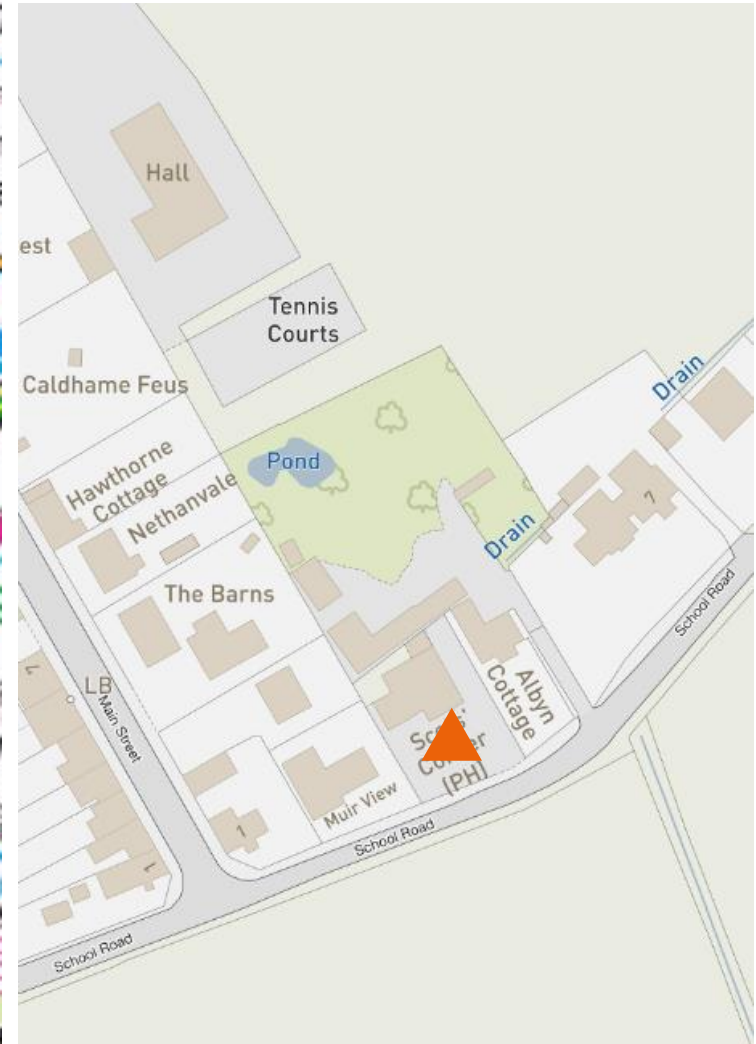 Hall
est
Tennis
Courts
Caldhame Feus
Drain
Hawthorne
Cottage
Pond
Nethanvale
7
Drain
The Barns
School Road
7
LB
Main Street
Albyn
Cottage
(PH)
Muir View
1
School Road
1
School Road